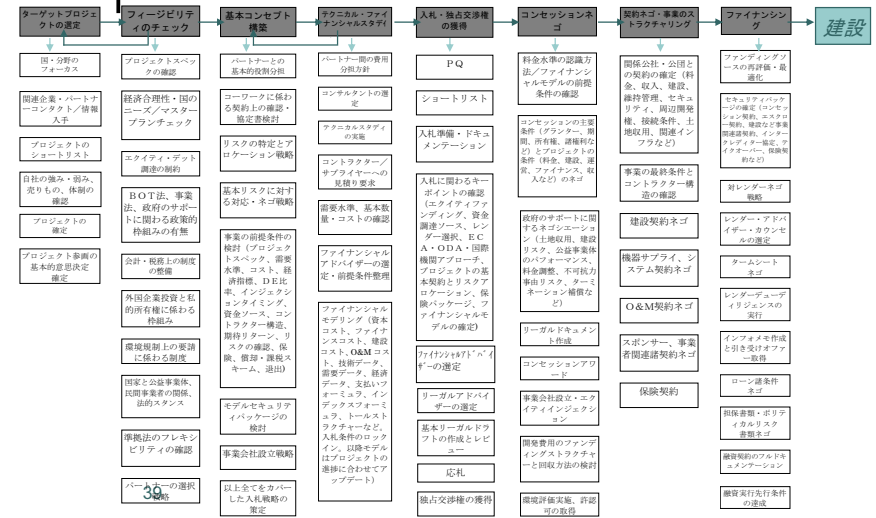 ターゲットプロジェ
クトの選定
国・分野の
フォーカス
関連企業・パートナ
ーコンタクト／情報
入手
プロジェクトの
ショートリスト
自社の強み・弱み、
売りもの、体制の
確認
プロジェクトの
確定
プロジェクト参画の
基本的意思決定
確定
フィージビリテ
ィのチェック
プロジェクトスペッ
クの確認
経済合理性・国の
ニーズ／マスター
プランチェック
エクイティ・デット
調達の制約
ＢＯＴ法、事業
法、政府のサポー
トに関わる政策的
枠組みの有無
会計・税務上の制度
の整備
外国企業投資と私
的所有権に係わる
枠組み
環境規制上の要請
に係わる制度
国家と公益事業体、
民間事業者の関係、
法的スタンス
準拠法のフレキシ
ビリティの確認
パートナーの選択
戦略
39
基本コンセプト
構築
パートナーとの
基本的役割分担
コーワークに係わ
る契約上の確認・
協定書検討
リスクの特定とア
ロケーション戦略
基本リスクに対す
る対応・ネゴ戦略
事業の前提条件の
検討（プロジェク
トスペック、需要
水準、コスト、経
済指標、ＤＥ比
率、インジェクシ
ョンタイミング、
資金ソース、コン
トラクター構造、
期待リターン、リ
スクの確認、保
険、償却・課税ス
キーム、退出）
モデルセキュリテ
ィパッケージの
検討
事業会社設立戦略
以上全てをカバー
した入札戦略の
策定
テクニカル・ファイ
ナンシャルスタディ
パートナー間の費用
分担方針
コンサルタントの選
定
テクニカルスタディ
の実施
コントラクター／
サプライヤーへの
見積り要求
需要水準、基本数
量・コストの確認
ファイナンシャル
アドバイザーの選
定・前提条件整理
ファイナンシャル
モデリング（資本
コスト、ファイナ
ンスコスト、建設
コスト、O&M コス
ト、技術データ、
需要データ、経済
データ、支払いフ
ォーミュラ、イン
デックスフォーミ
ュラ、トールスト
ラクチャーなど。
入札条件のロック
イン。以降モデル
はプロジェクトの
進捗に合わせてア
ップデート）
入札・独占交渉権
の獲得
ＰＱ
ショートリスト
入札準備・ドキュ
メンテーション
入札に関わるキー
ポイントの確認
（エクイティファ
ンディング、資金
調達ソース、レン
ダー選択、ＥＣ
Ａ・ＯＤＡ・国際
機関アプローチ、
プロジェクトの基
本契約とリスクア
ロケーション、保
険パッケージ、フ
ァイナンシャルモ
デルの確定）
ﾌｧｲﾅﾝｼｬﾙｱﾄﾞﾊﾞｲ
ｻﾞｰの選定
リーガルアドバイ
ザーの選定
基本リーガルドラ
フトの作成とレビ
ュー
応札
独占交渉権の獲得
コンセッションネ
ゴ
料金水準の認識方
法／ファイナンシ
ャルモデルの前提
条件の確認
コンセッションの主要
条件（グランター、期
間、所有権、諸権利な
ど）とプロジェクトの
条件（料金、建設、運
営、ファイナンス、収
入など）のネゴ
政府のサポートに関
するネゴシエーショ
ン（土地収用、建設
リスク、公益事業体
のパフォーマンス、
料金調整、不可抗力
事由リスク、ターミ
ネーション補償な
ど）
リーガルドキュメン
ト作成
コンセッションアワ
ード
事業会社設立・エク
イティインジェクシ
ョン
開発費用のファンデ
ィングストラクチャ
ーと回収方法の検討
環境評価実施、許認
可の取得
契約ネゴ・事業のス
トラクチャリング
関係会社・公団と
の契約の確定（料
金、収入、建設、
維持管理、セキュ
リティ、周辺開発
権、接続条件、土
地収用、関連イン
フラなど）
事業の最終条件と
コントラクター構
造の確認
建設契約ネゴ
機器サプライ、シ
ステム契約ネゴ
Ｏ＆Ｍ契約ネゴ
スポンサー、事業
者関連諸契約ネゴ
保険契約
ファイナンシン
グ
ファンディングソ
ースの再評価・最
適化
セキュリティパッケ
ージの確定（コンセッ
ション契約、エスクロ
ー契約、建設など事業
関連諸契約、インター
クレディター協定、テ
イクオーバー、保険契
約など）
対レンダーネゴ
戦略
レンダー・アドバ
イザー・カウンセ
ルの選定
タームシート
ネゴ
レンダーデューデ
ィリジェンスの
実行
インフォメモ作成
と引き受けオファ
ー取得
ローン諸条件
ネゴ
担保書類・ポリテ
ィカルリスク
書類ネゴ
融資契約のフルドキ
ュメンテーション
融資実行先行条件
の達成
建設